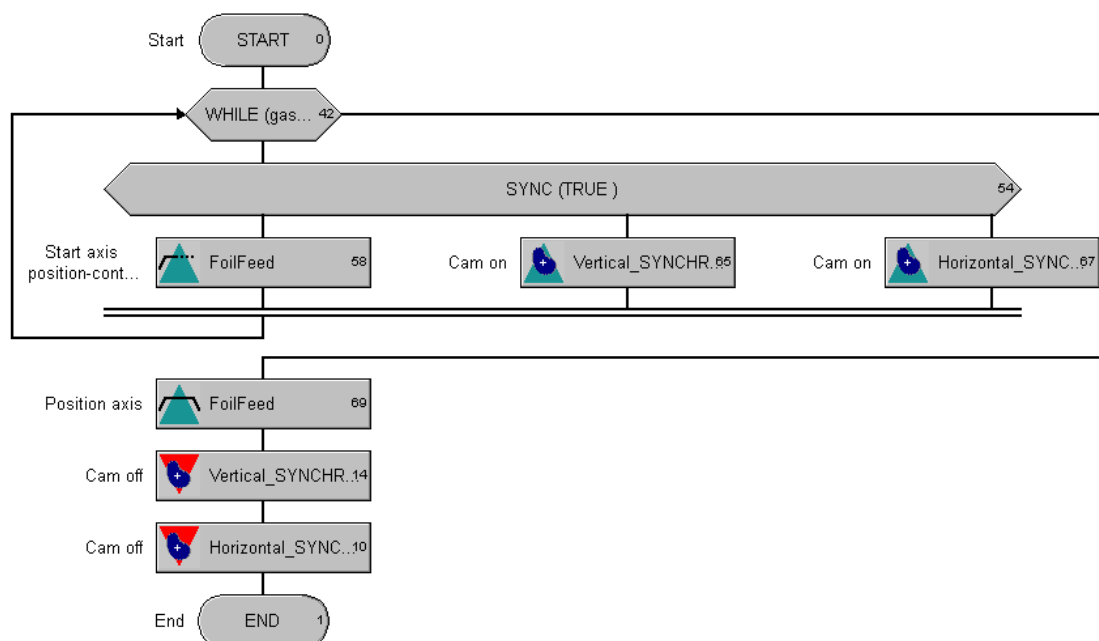 Start START 0
WHILE (gas... 42
SYNC (TRUE ) 54
Start axis
position-cont...
FoilFeed 58
Cam on Vertical_SYNCHR... 65
Cam on Horizontal_SYNC... 67
Position axis FoilFeed 69
Cam off Vertical_SYNCHR... 14
Cam off Horizontal_SYNC... 10
End END 1